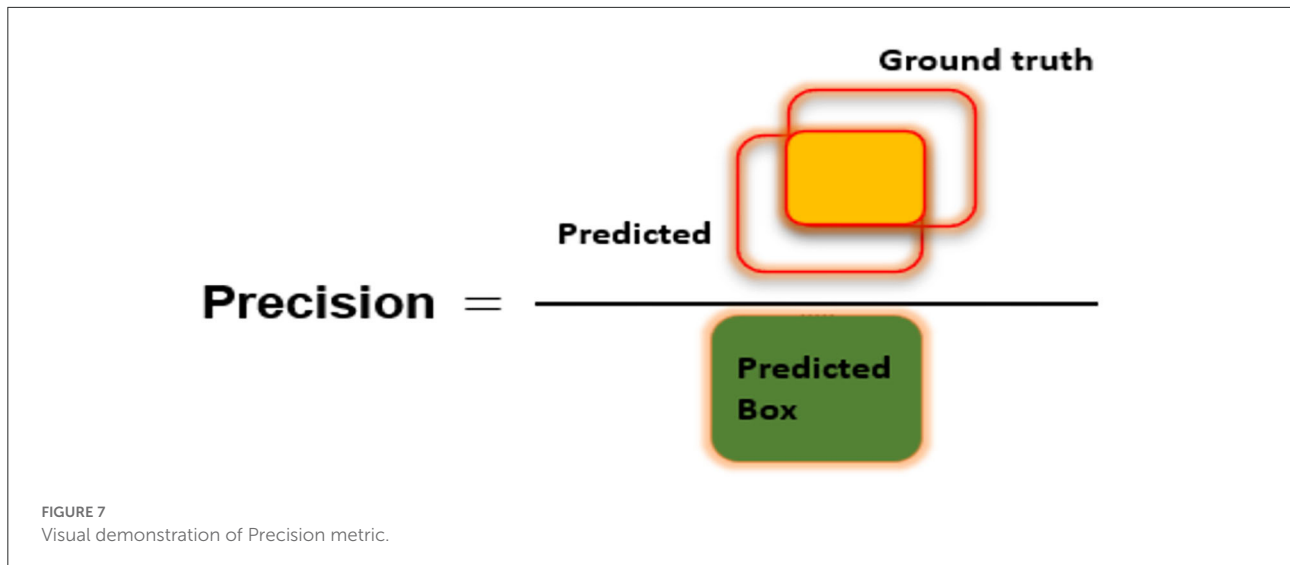 Ground truth
Predicted
Precision =
Predicted
Box
FIGURE 7
Visual demonstration of Precision metric.